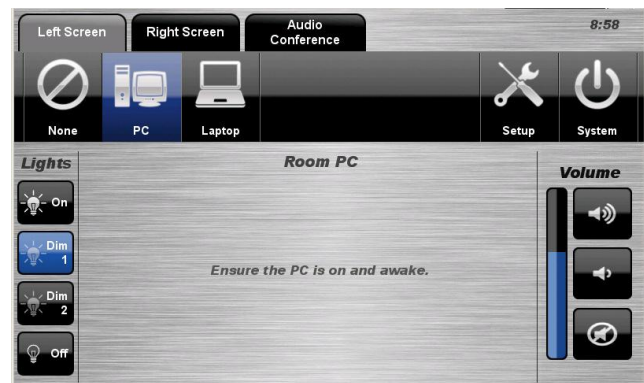 Left Screen
Right Screen
Audio
Conference
8:58
None
PC
Laptop
Setup
System
Lights
Room PC
Volume
On
Dim
1
Ensure the PC is on and awake.
Dim
2
Off